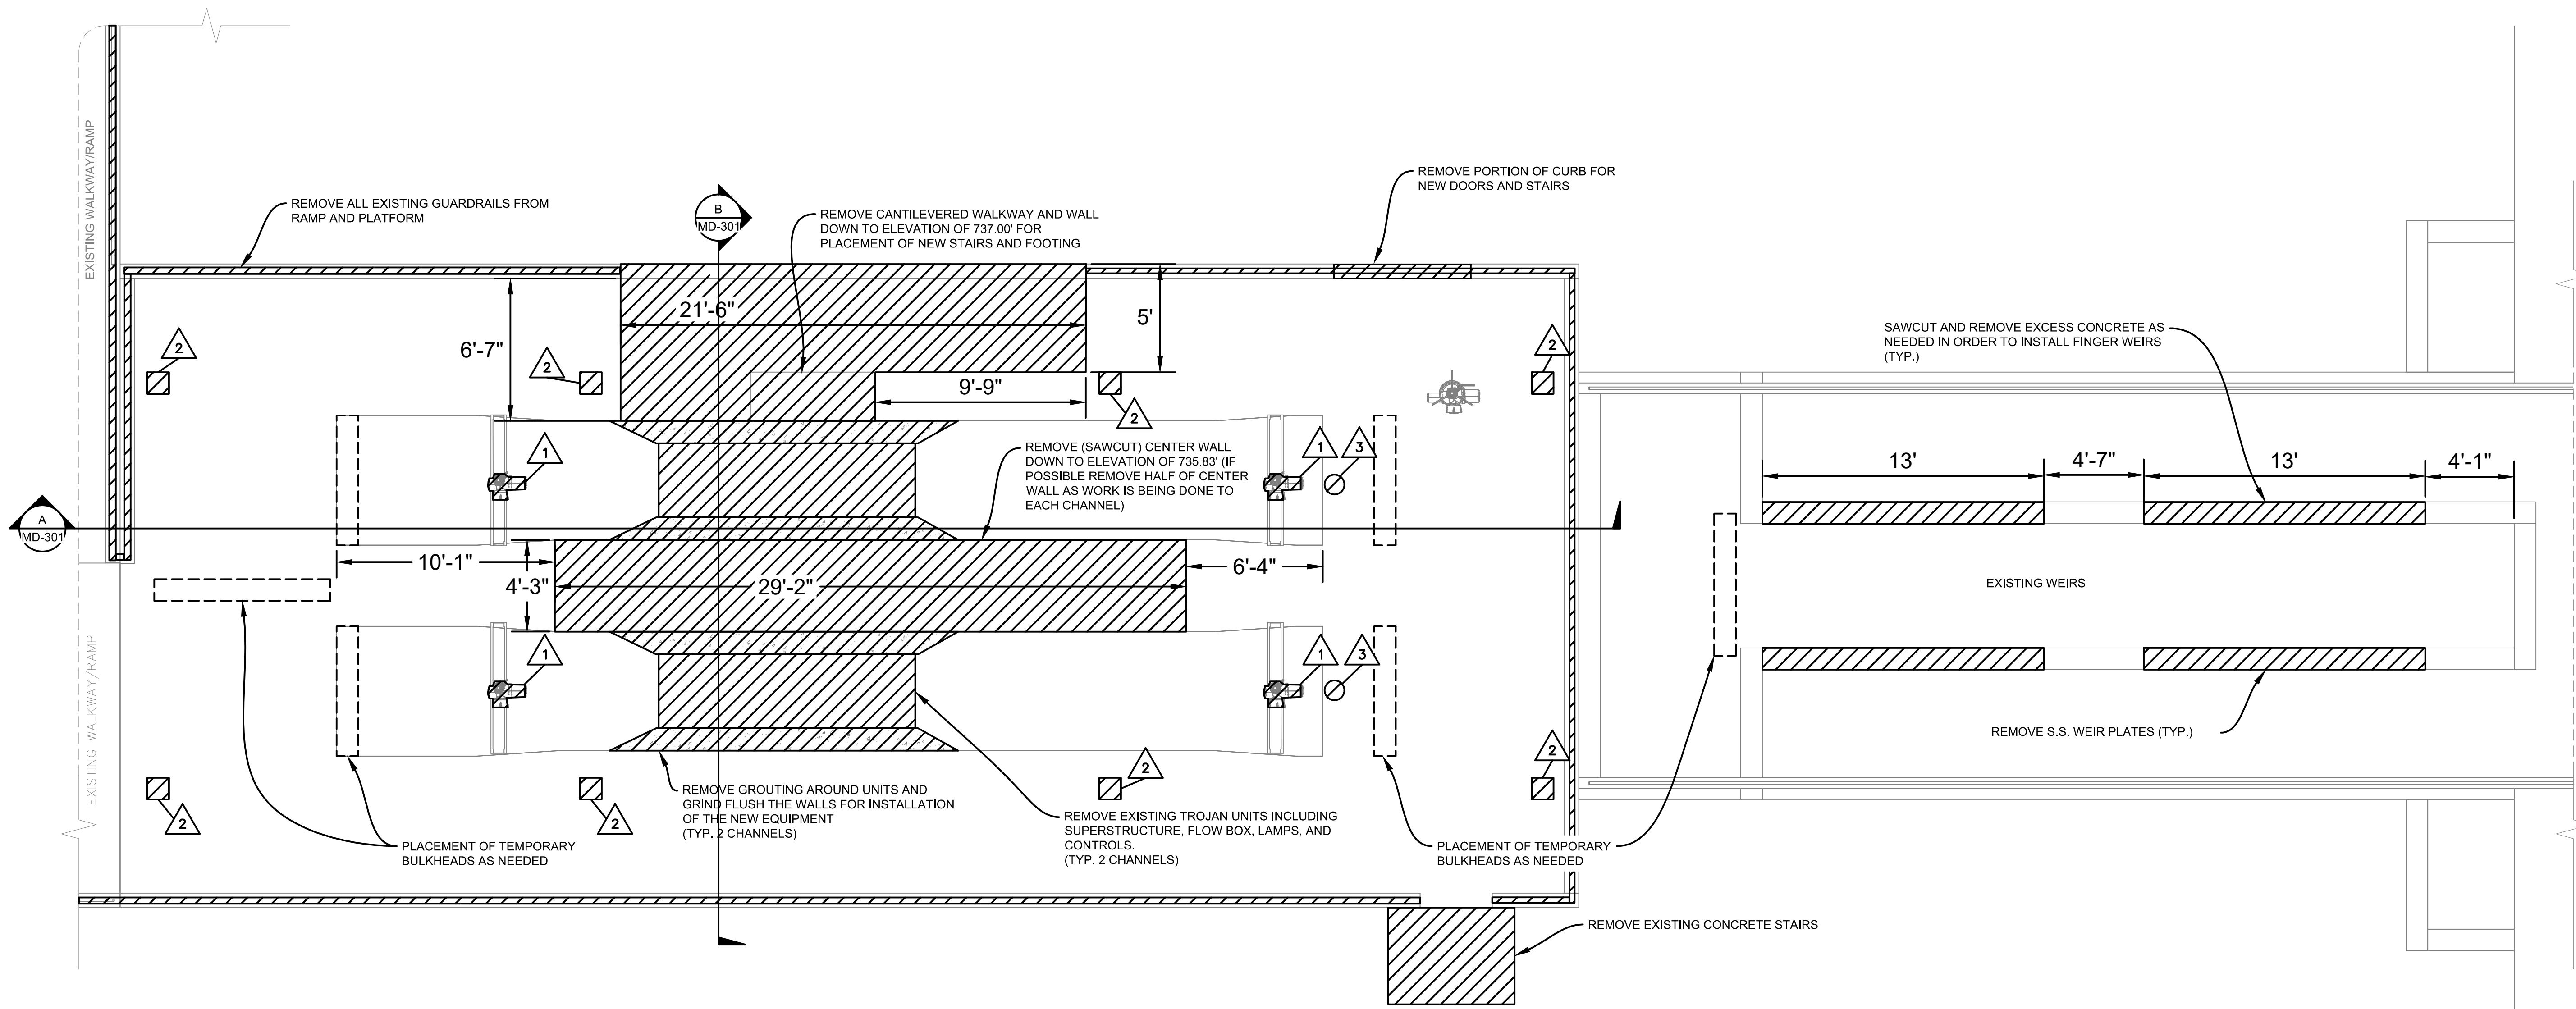 EXISTING WALKWAY/RAMP
REMOVE ALL EXISTING GUARDRAILS FROM
RAMP AND PLATFORM
B
MD-301
REMOVE CANTILEVERED WALKWAY AND WALL
DOWN TO ELEVATION OF 737.00' FOR
PLACEMENT OF NEW STAIRS AND FOOTING
REMOVE PORTION OF CURB FOR
NEW DOORS AND STAIRS
21'-6"
5'
6'-7"
9'-9"
2
2
2
2
SAWCUT AND REMOVE EXCESS CONCRETE AS
NEEDED IN ORDER TO INSTALL FINGER WEIRS
(TYP.)
REMOVE (SAWCUT) CENTER WALL
DOWN TO ELEVATION OF 735.83' (IF
POSSIBLE REMOVE HALF OF CENTER
WALL AS WORK IS BEING DONE TO
EACH CHANNEL)
1
1
3
13'
4'-7"
13'
4'-1"
A
MD-301
10'-1"
4'-3"
29'-2"
6'-4"
EXISTING WEIRS
EXISTING WALKWAY/RAMP
1
1
3
REMOVE S.S. WEIR PLATES (TYP.)
2
2
2
2
REMOVE GROUTING AROUND UNITS AND
GRIND FLUSH THE WALLS FOR INSTALLATION
OF THE NEW EQUIPMENT
(TYP. 2 CHANNELS)
REMOVE EXISTING TROJAN UNITS INCLUDING
SUPERSTRUCTURE, FLOW BOX, LAMPS, AND
CONTROLS.
(TYP. 2 CHANNELS)
PLACEMENT OF TEMPORARY
BULKHEADS AS NEEDED
PLACEMENT OF TEMPORARY
BULKHEADS AS NEEDED
REMOVE EXISTING CONCRETE STAIRS